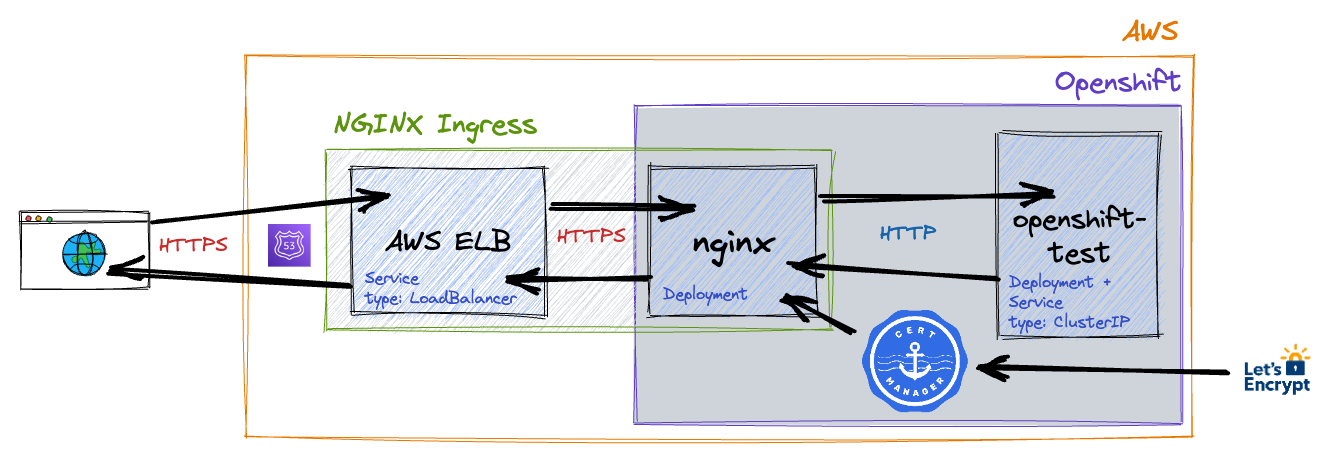 AWS
Openshift
NGINX Ingress
HTTPS
53
AWS ELB
Service
type: LoadBalancer
HTTPS
nginx
Deployment
HTTP
openshift-
test
Deployment +
Service
type: ClusterIP
CERT
MANAGER
Let's
Encrypt